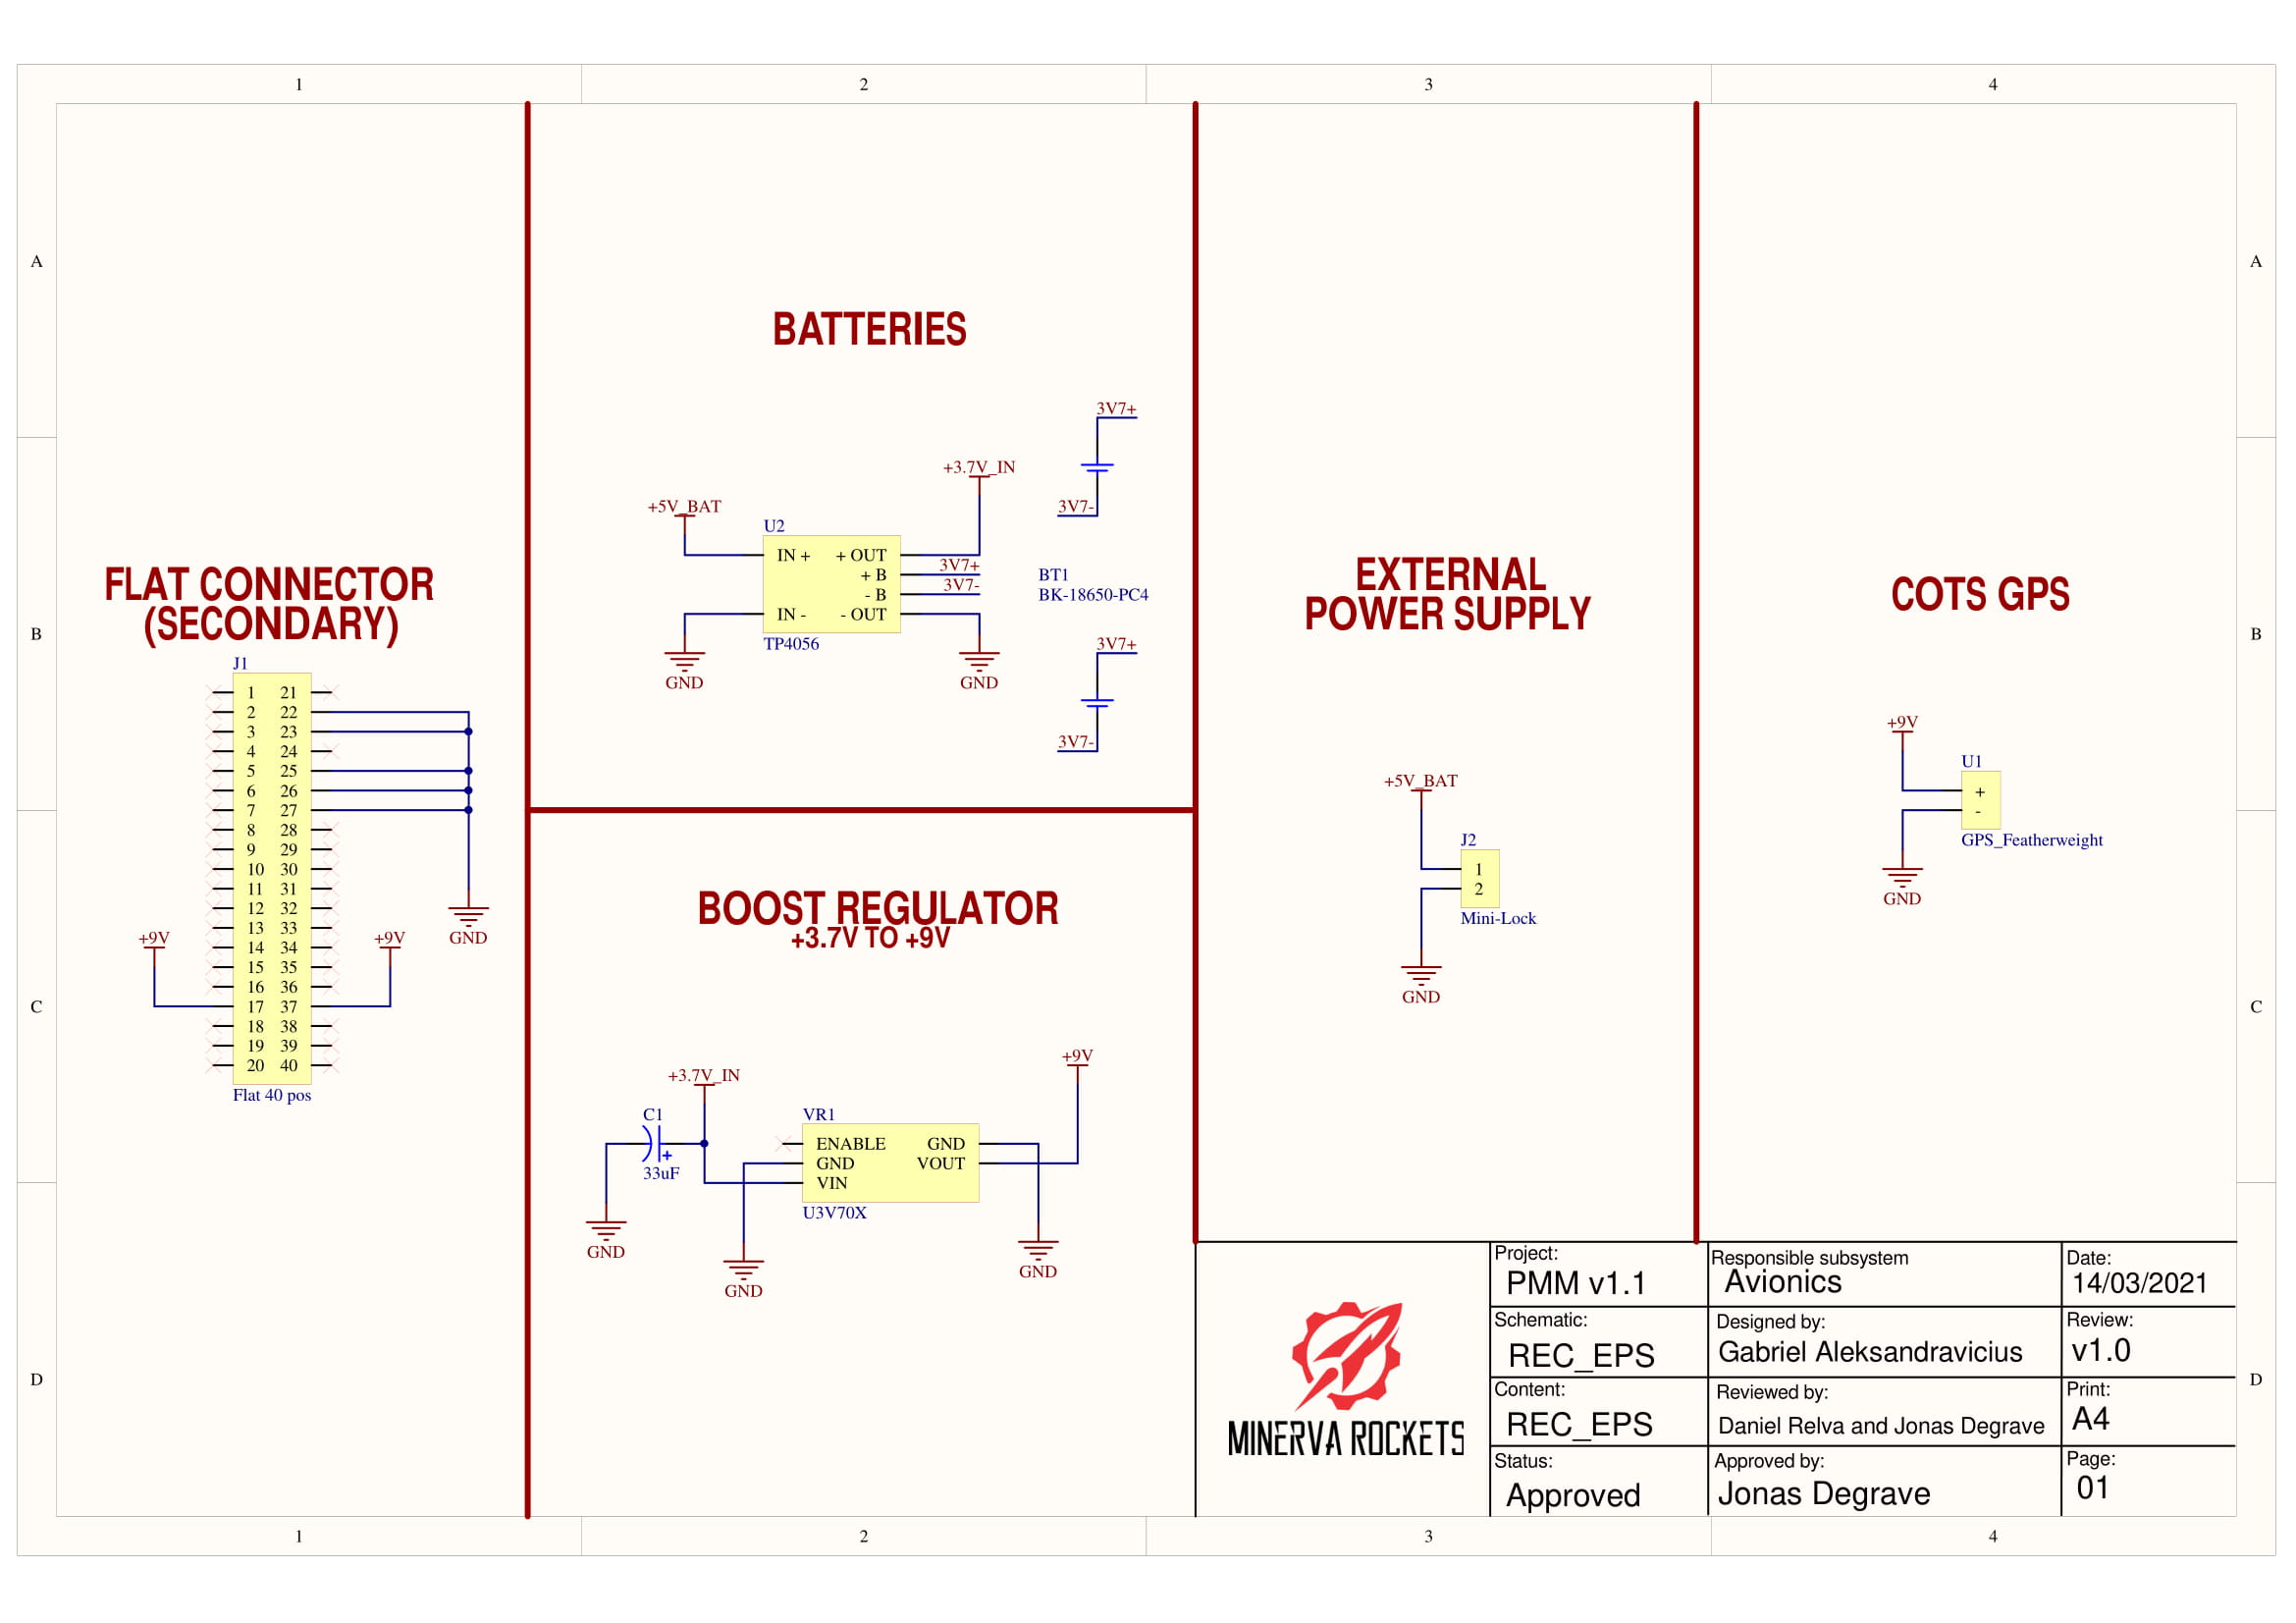 1 2 3 4
A A
B B
C C
D D
FLAT CONNECTOR
(SECONDARY)
J1
1 21
2 22
3 23
4 24
5 25
6 26
7 27
8 28
9 29
10 30
11 31
12 32
13 33
14 34
15 35
16 36
17 37
18 38
19 39
20 40
Flat 40 pos
+9V
+9V
GND
BATTERIES
+5V_BAT
GND
U2
IN + + OUT
+ B
- B
IN - - OUT
TP4056
+3.7V_IN
3V7+
3V7-
GND
3V7+
3V7-
BT1
BK-18650-PC4
3V7+
3V7-
BOOST REGULATOR
+3.7V TO +9V
+3.7V_IN
C1
33uF
GND
VR1
ENABLE GND
GND VOUT
VIN
U3V70X
GND
+9V
GND
EXTERNAL
POWER SUPPLY
+5V_BAT
J2
1
2
Mini-Lock
GND
COTS GPS
+9V
U1
+
-
GPS_Featherweight
GND
MINERVA ROCKETS
Project:
PMM v1.1
Responsible subsystem
Avionics
Date:
14/03/2021
Schematic:
REC_EPS
Designed by:
Gabriel Aleksandravicius
Review:
v1.0
Content:
REC_EPS
Reviewed by:
Daniel Relva and Jonas Degrave
Print:
A4
Status:
Approved
Approved by:
Jonas Degrave
Page:
01
1 2 3 4